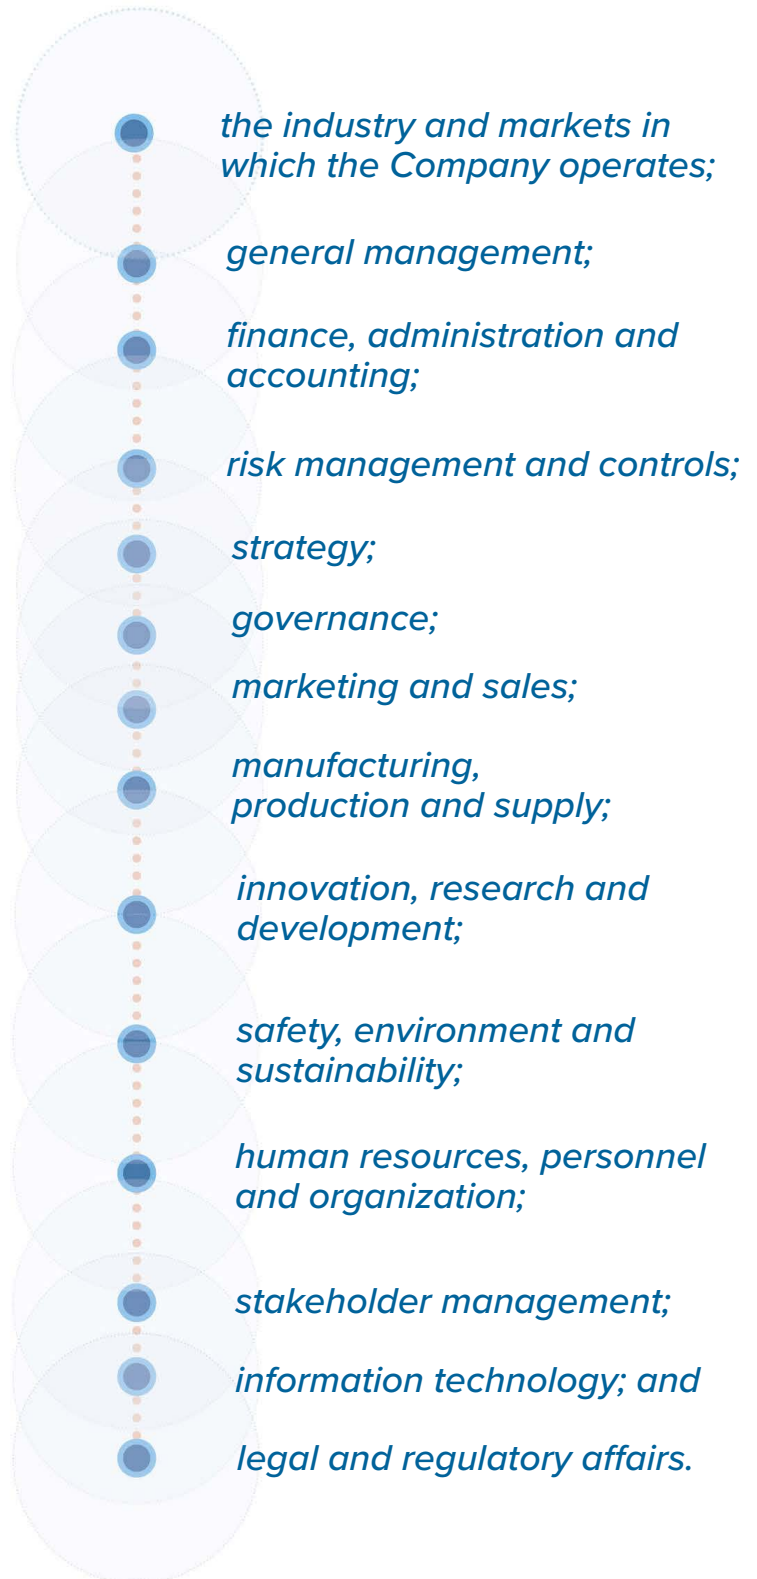 the industry and markets in
which the Company operates;
general management;
finance, administration and
accounting;
risk management and controls;
strategy;
governance;
marketing and sales;
manufacturing,
production and supply;
innovation, research and
development;
safety, environment and
sustainability;
human resources, personnel
and organization;
stakeholder management;
information technology; and
legal and regulatory affairs.